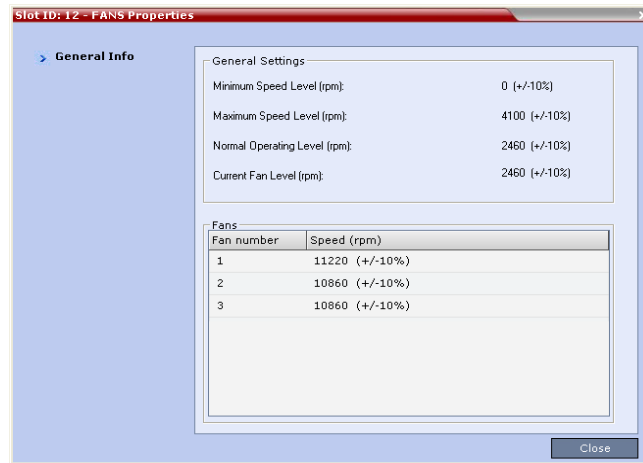 Slot ID: 12 - FANS Properties
General Info
General Settings
Minimum Speed Level (rpm): 0 (+/-10%)
Maximum Speed Level (rpm): 4100 (+/-10%)
Normal Operating Level (rpm): 2460 (+/-10%)
Current Fan Level (rpm): 2460 (+/-10%)
Fans
Fan number Speed (rpm)
1 11220 (+/-10%)
2 10860 (+/-10%)
3 10860 (+/-10%)
Close